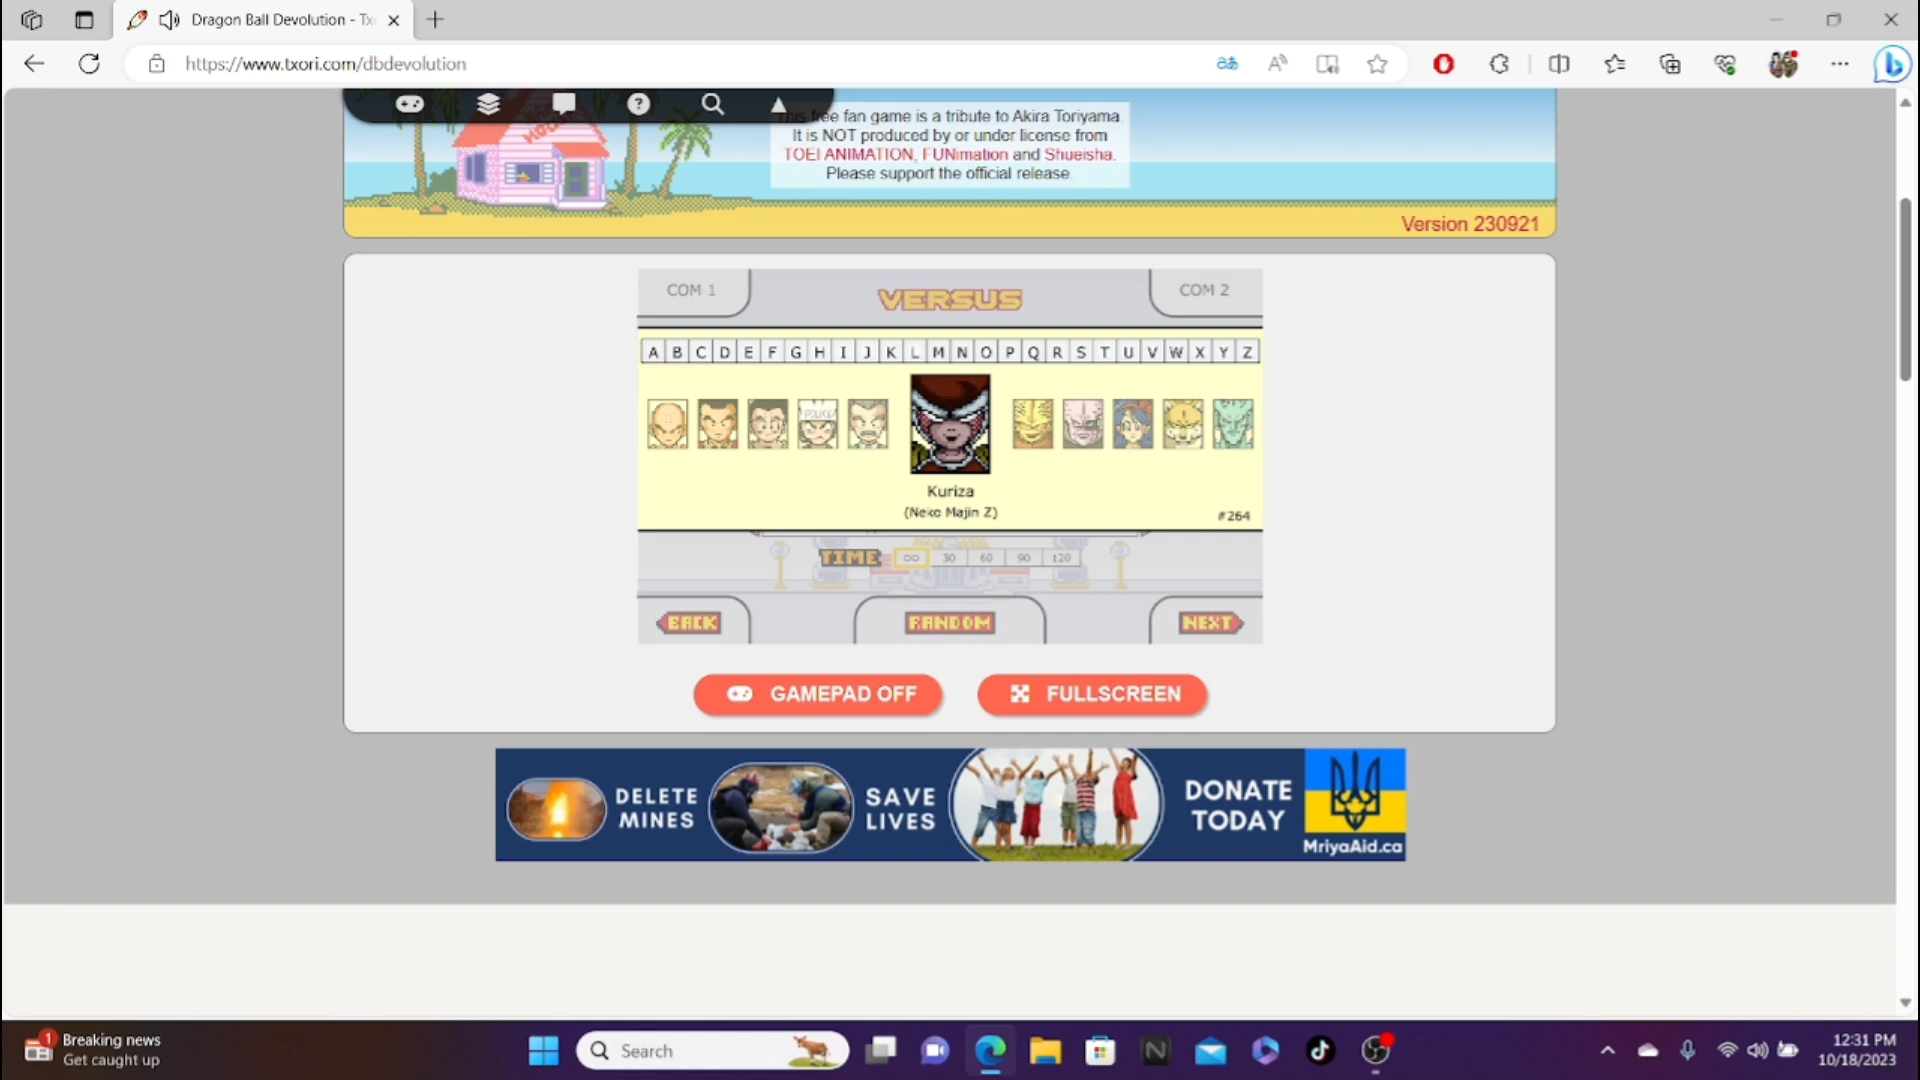 Dragon Ball Devolution - Tx
https://www.txori.com/dbdevolution
This free fan game is a tribute to Akira Toriyama.
It is NOT produced by or under license from
TOEI ANIMATION, FUNimation and Shueisha.
Please support the official release.
Version 230921
COM 1
VERSUS
COM 2
A B C D E F G H I J K L M N O P Q R S T U V W X Y Z
POLICE
Kuriza
(Neko Majin Z)
#264
TIME ∞ 30 60 90 120
BACK
RANDOM
NEXT
GAMEPAD OFF
FULLSCREEN
DELETE
MINES
SAVE
LIVES
DONATE
TODAY
MriyaAid.ca
1
Breaking news
Get caught up
Search
12:31 PM
10/18/2023